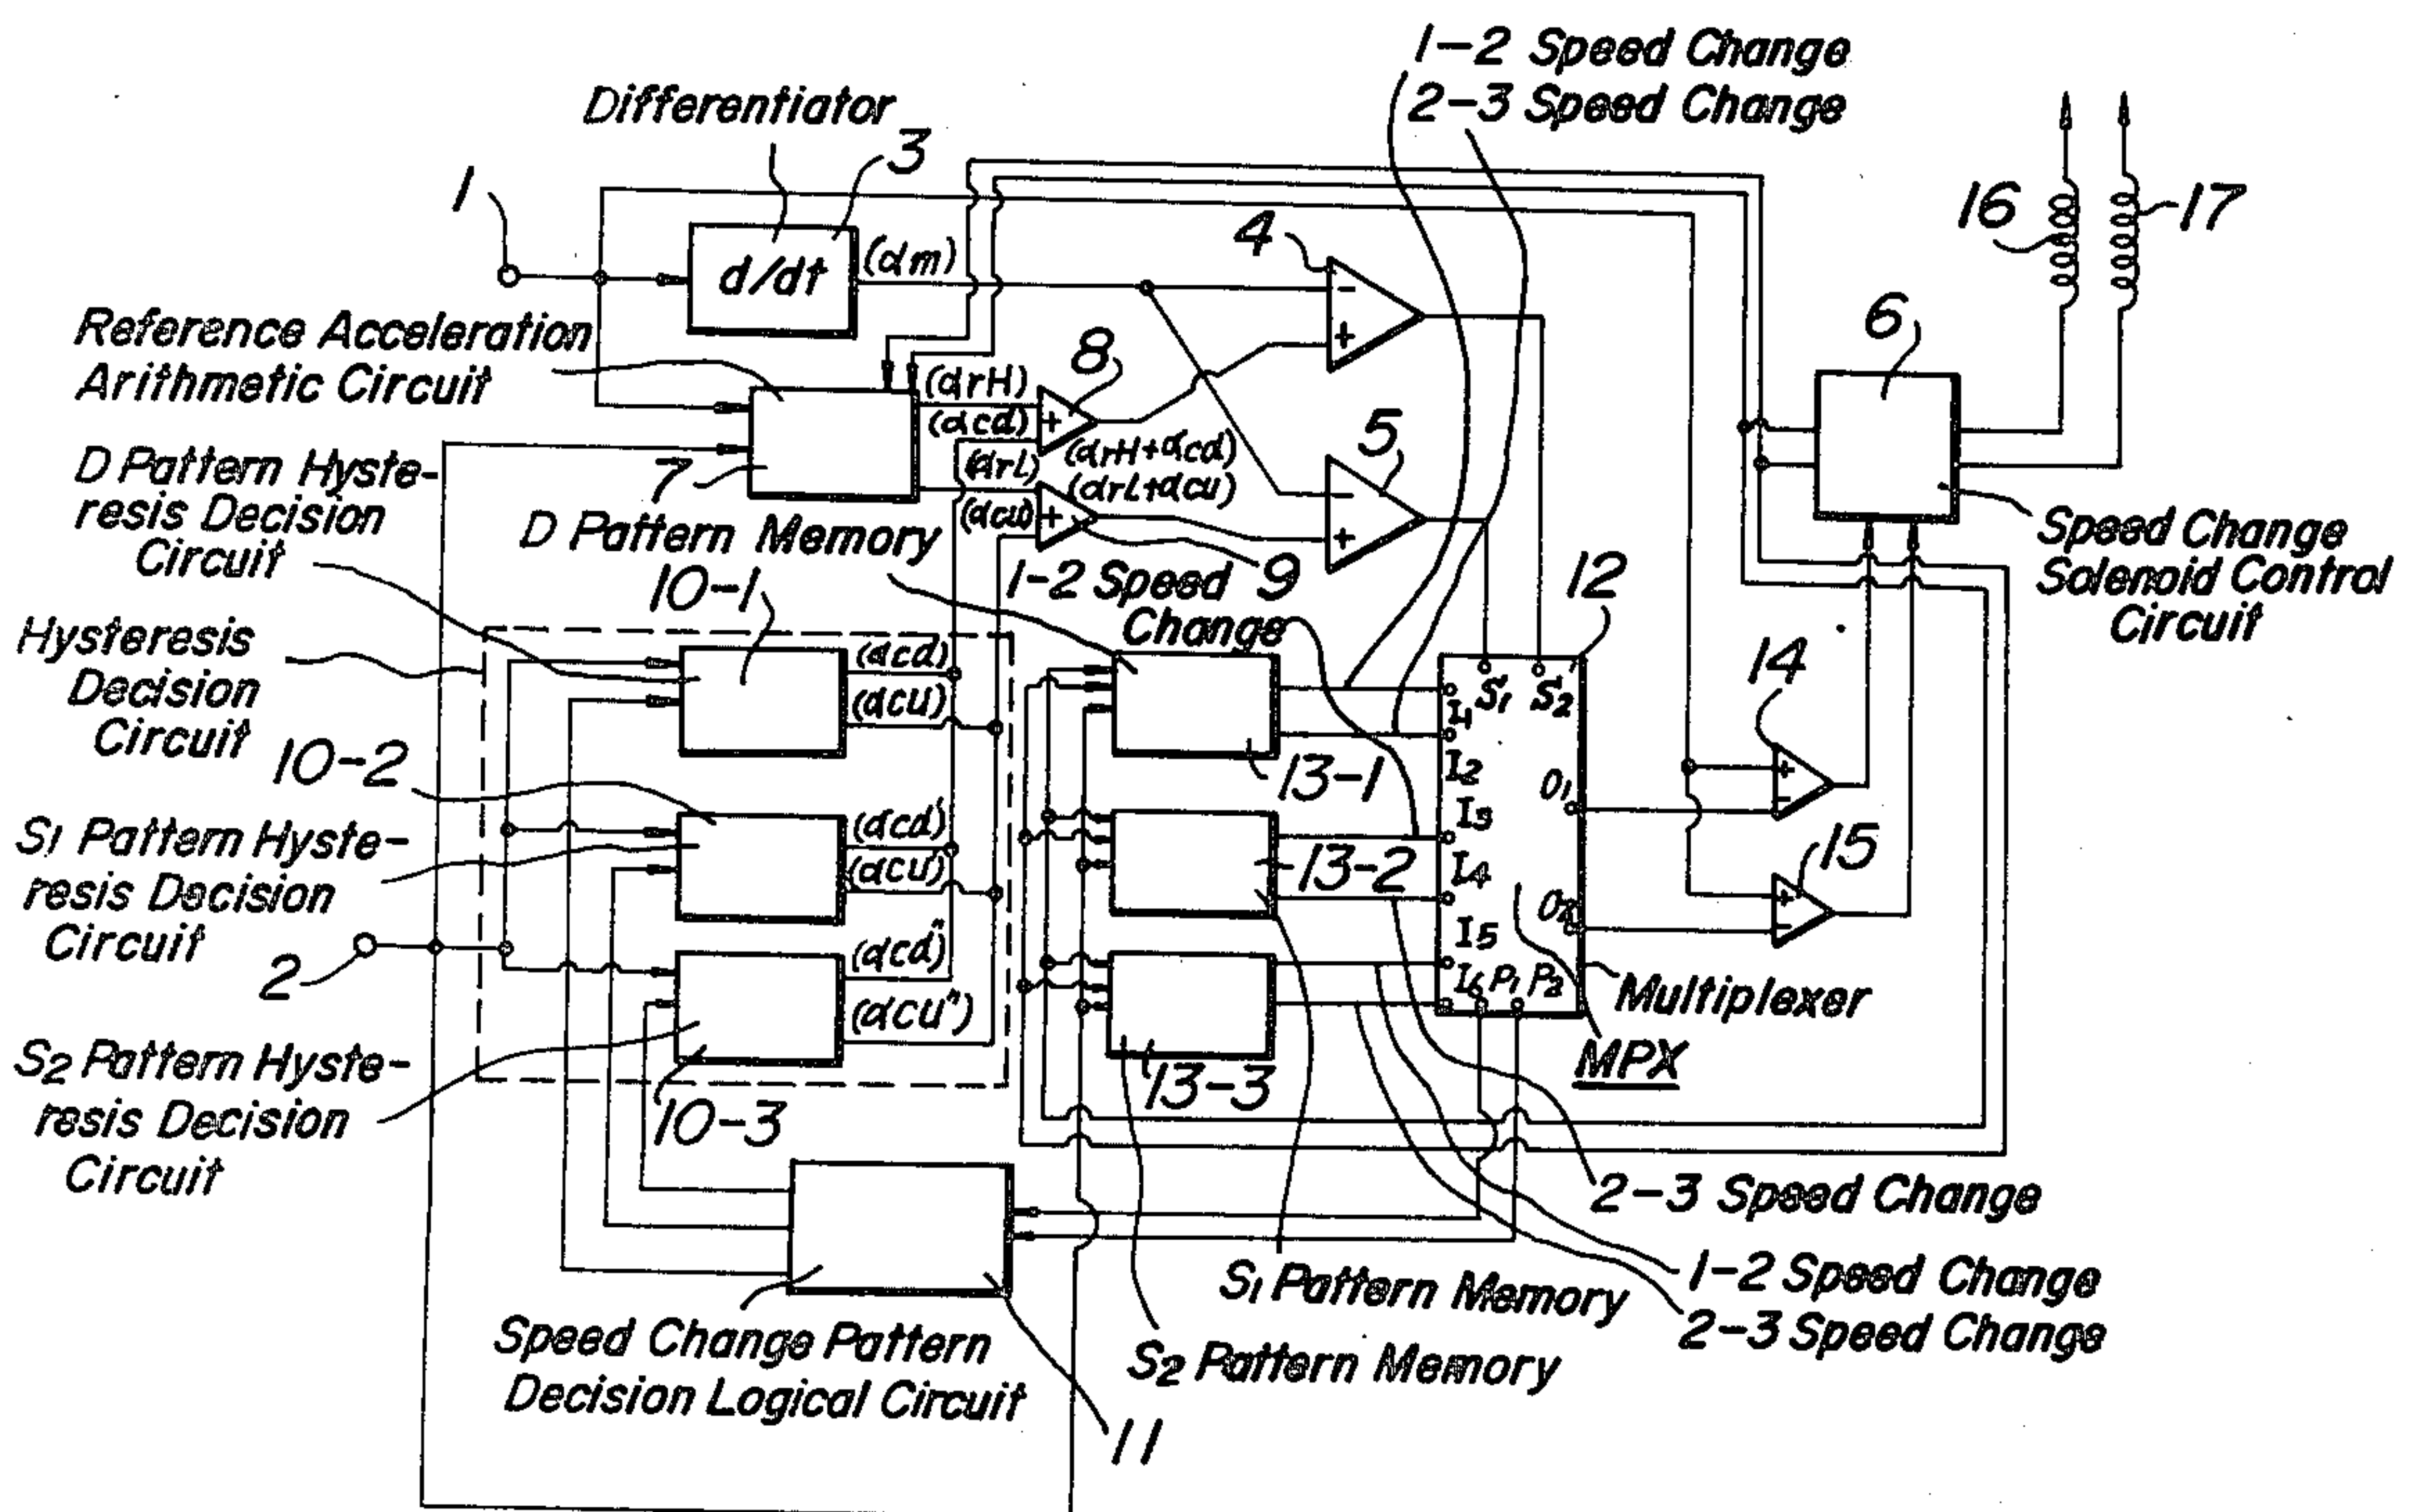 1-2 Speed Change
2-3 Speed Change
Differentiator
3
1
d/dt
(αm)
4
16
17
Reference Acceleration
Arithmetic Circuit
8
6
(αrH)
(αcd)
7
(αrL)
(αrH+αcd)
(αrL+αcu)
(αcu)
5
D Pattern Hyste-
resis Decision
Circuit
D Pattern Memory
9
1-2 Speed
Change
12
Speed Change
Solenoid Control
Circuit
10-1
Hysteresis
Decision
Circuit
(αcd)
(αcu)
S1 S2
14
10-2
13-1
I1
I2
I3
I4
I5
I6 P1 P2
O1
O2
S1 Pattern Hyste-
resis Decision
Circuit
(αcd')
(αcu')
13-2
15
2
(αcd")
(αcu")
Multiplexer
MPX
S2 Pattern Hyste-
resis Decision
Circuit
10-3
13-3
2-3 Speed Change
1-2 Speed Change
2-3 Speed Change
S1 Pattern Memory
S2 Pattern Memory
Speed Change Pattern
Decision Logical Circuit
11
- + - + + + + - + -